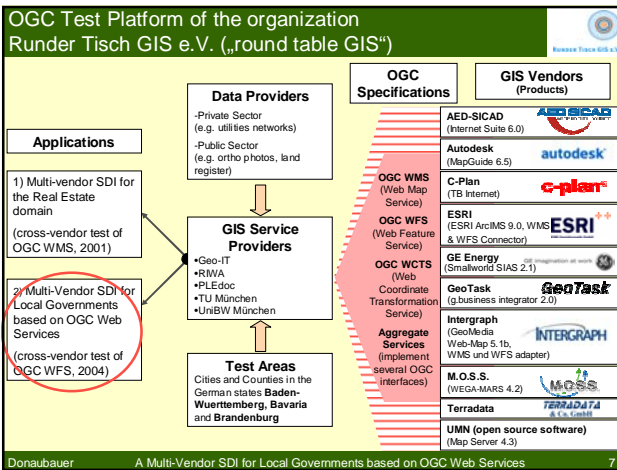 OGC Test Platform of the organization
Runder Tisch GIS e.V. („round table GIS“)
RUNDER TISCH GIS e.V.
Applications
1) Multi-vendor SDI for
the Real Estate
domain
(cross-vendor test of
OGC WMS, 2001)
2) Multi-Vendor SDI for
Local Governments
based on OGC Web
Services
(cross-vendor test of
OGC WFS, 2004)
Data Providers
-Private Sector
(e.g. utilities networks)
-Public Sector
(e.g. ortho photos, land
register)
GIS Service
Providers
•Geo-IT
•RIWA
•PLEdoc
•TU München
•UniBW München
Test Areas
Cities and Counties in the
German states Baden-
Wuerttemberg, Bavaria
and Brandenburg
OGC
Specifications
OGC WMS
(Web Map
Service)
OGC WFS
(Web Feature
Service)
OGC WCTS
(Web
Coordinate
Transformation
Service)
Aggregate
Services
(implement
several OGC
interfaces)
GIS Vendors
(Products)
AED-SICAD
(Internet Suite 6.0)
AED SICAD
Autodesk
(MapGuide 6.5)
autodesk
C-Plan
(TB Internet)
c-plan
ESRI
(ESRI ArcIMS 9.0, WMS
& WFS Connector)
ESRI
GE Energy
(Smallworld SIAS 2.1)
GE imagination at work
GeoTask
(g.business integrator 2.0)
GeoTask
Intergraph
(GeoMedia
Web-Map 5.1b,
WMS und WFS adapter)
INTERGRAPH
M.O.S.S.
(WEGA-MARS 4.2)
M.O.S.S.
Terradata
TERRADATA
& Co. GmbH
UMN (open source software)
(Map Server 4.3)
Donaubauer
A Multi-Vendor SDI for Local Governments based on OGC Web Services
7